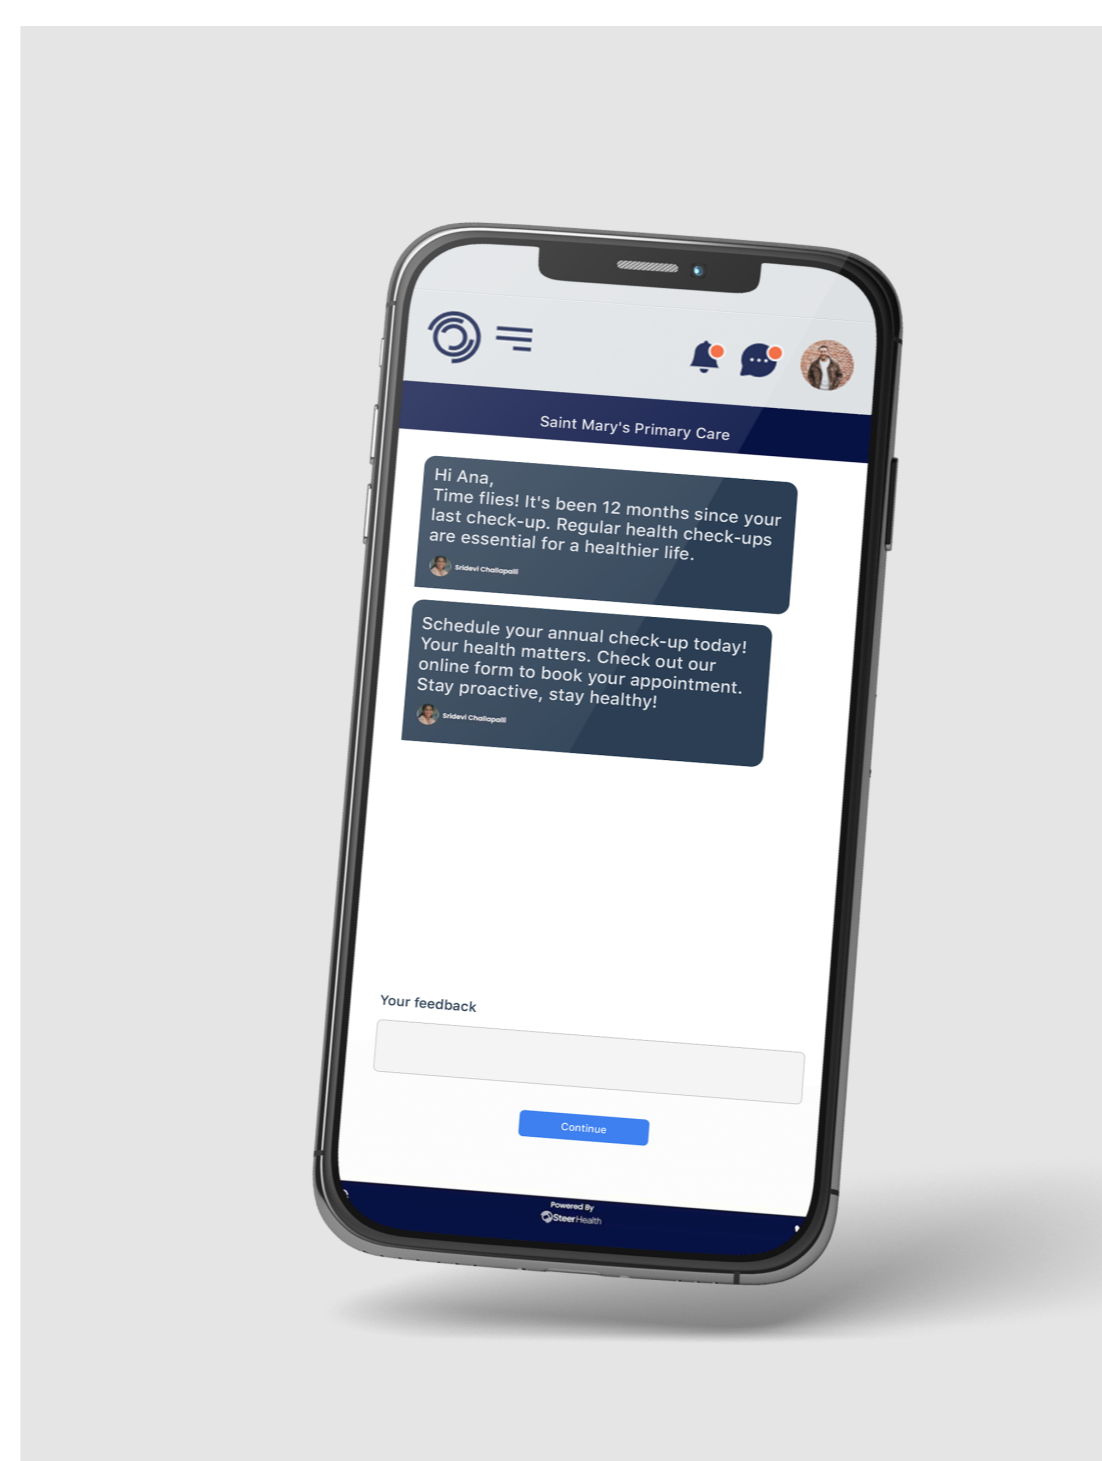 Saint Mary's Primary Care
Hi Ana,
Time flies! It's been 12 months since your
last check-up. Regular health check-ups
are essential for a healthier life.
Sridevi Challapalli
Schedule your annual check-up today!
Your health matters. Check out our
online form to book your appointment.
Stay proactive, stay healthy!
Sridevi Challapalli
Your feedback
Continue
Powered By
SteerHealth